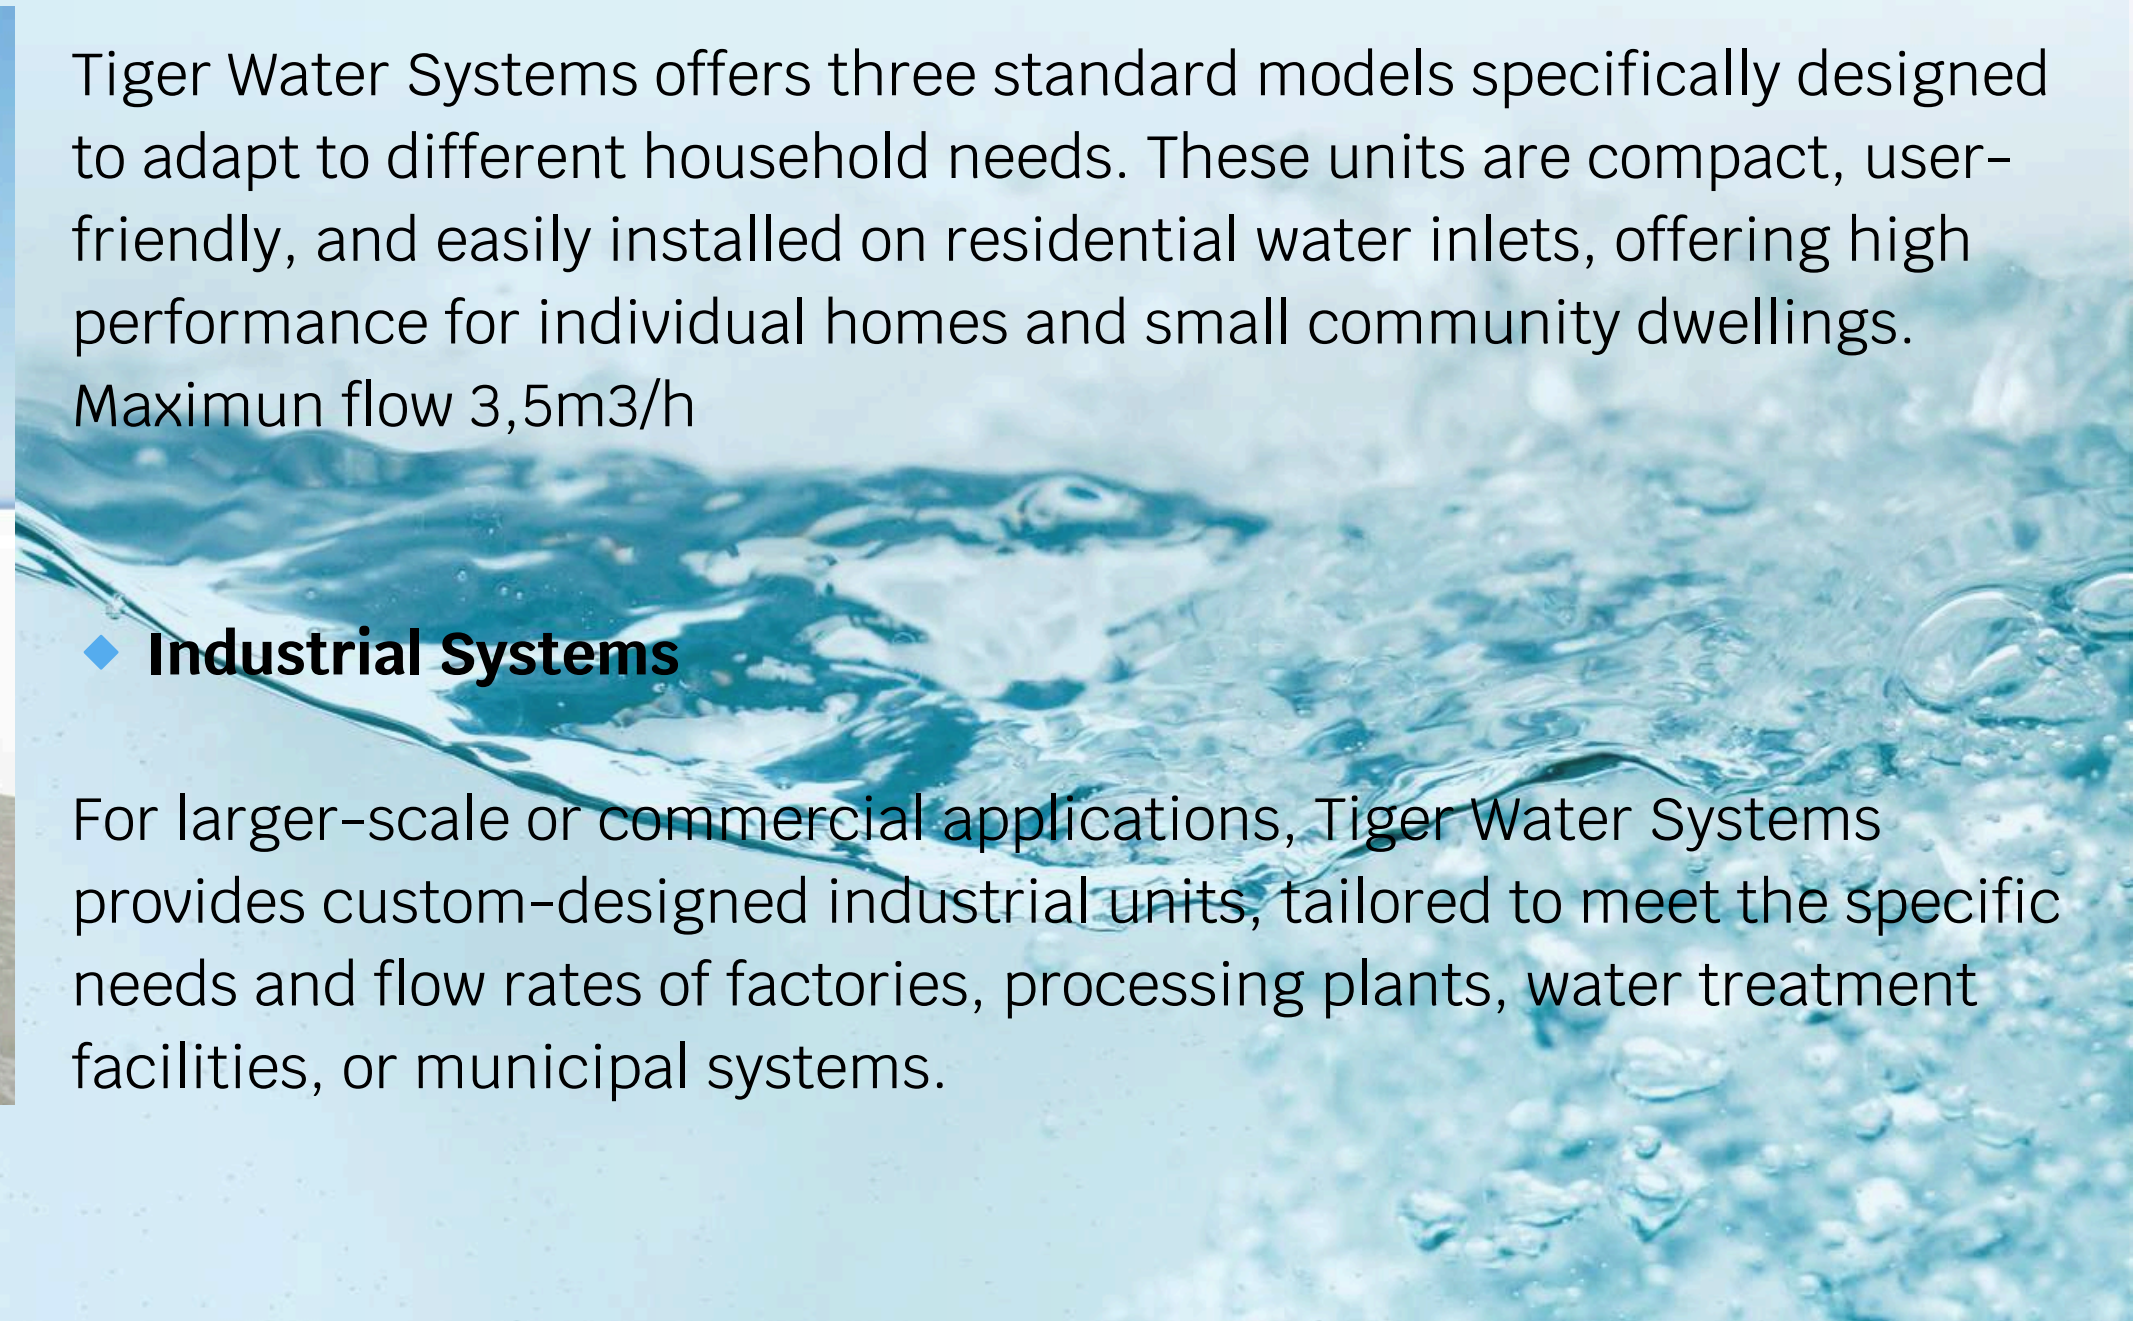 Tiger Water Systems offers three standard models specifically designed
to adapt to different household needs. These units are compact, user-
friendly, and easily installed on residential water inlets, offering high
performance for individual homes and small community dwellings.
Maximun flow 3,5m3/h
Industrial Systems
For larger-scale or commercial applications, Tiger Water Systems
provides custom-designed industrial units, tailored to meet the specific
needs and flow rates of factories, processing plants, water treatment
facilities, or municipal systems.